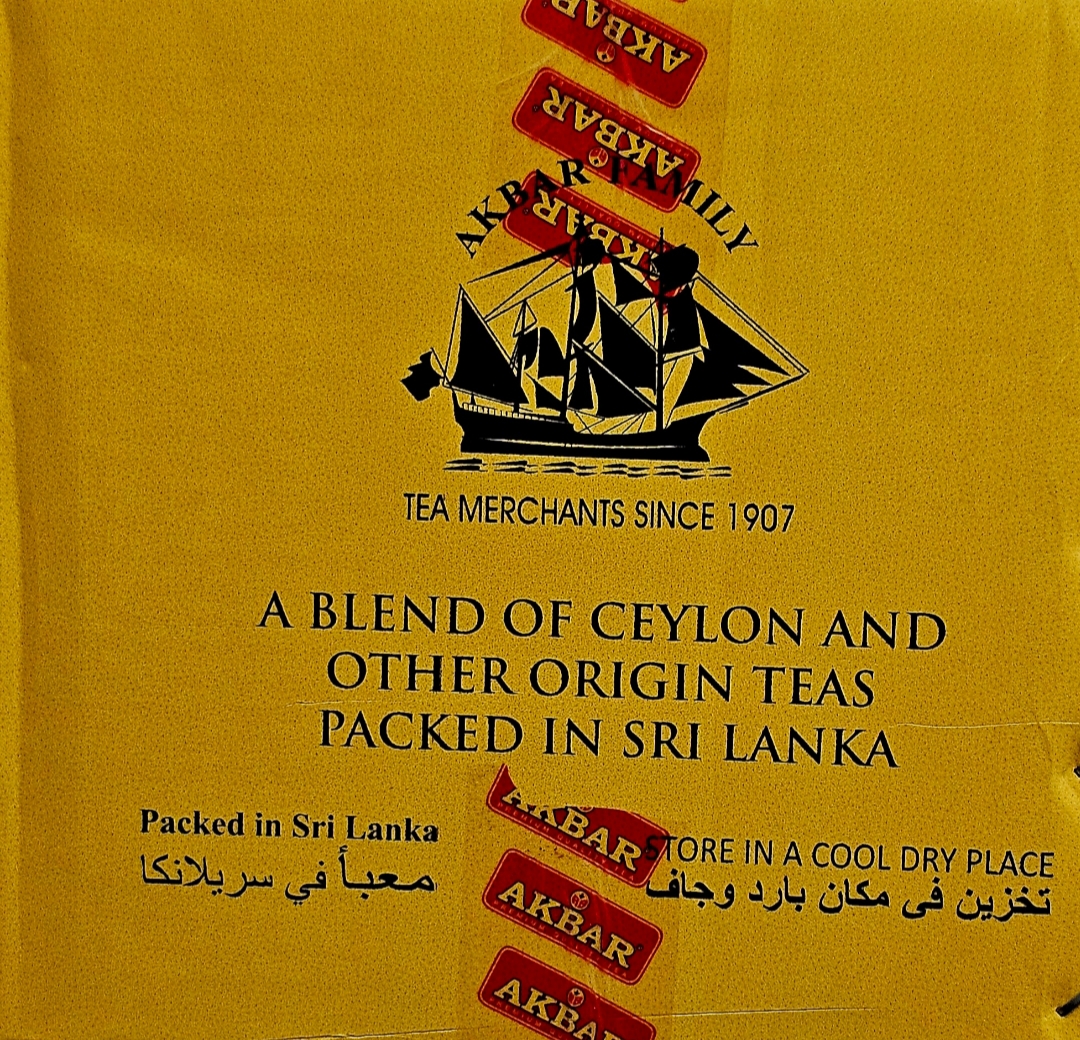 AKBAR
AKBAR
AKBAR
AKBAR FAMILY
TEA MERCHANTS SINCE 1907
A BLEND OF CEYLON AND
OTHER ORIGIN TEAS
PACKED IN SRI LANKA
Packed in Sri Lanka
معبأ في سريلانكا
AKBAR
STORE IN A COOL DRY PLACE
تخزين فى مكان بارد وجاف
AKBAR
AKBAR